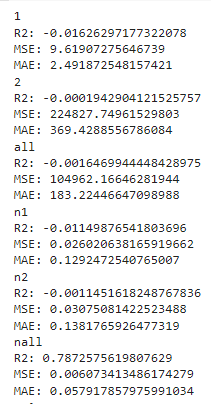 1
R2: -0.01626297177322078
MSE: 9.61907275646739
MAE: 2.491872548157421
2
R2: -0.0001942904121525757
MSE: 224827.74961529803
MAE: 369.4288556786084
all
R2: -0.0016469944448428975
MSE: 104962.16646281944
MAE: 183.22446647098988
n1
R2: -0.01149876541803696
MSE: 0.026020638165919662
MAE: 0.1292472540765007
n2
R2: -0.0011451618248767836
MSE: 0.03075081422523488
MAE: 0.1381765926477319
nall
R2: 0.7872575619807629
MSE: 0.006073413486174279
MAE: 0.057917857975991034